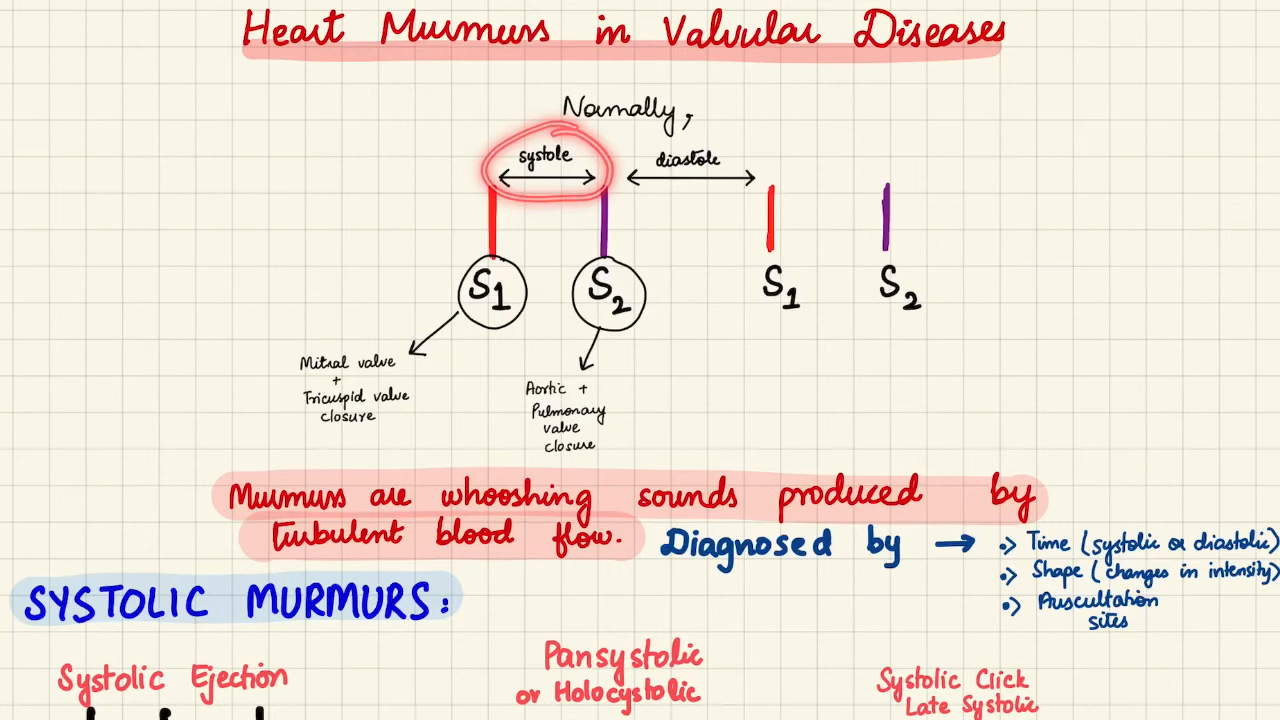 Heart Murmurs in Valvular Diseases
Normally,
systole
diastole
S1
S2
S1
S2
Mitral valve
+
Tricuspid valve
closure
Aortic +
Pulmonary
valve
closure
Murmurs are whooshing sounds produced by
turbulent blood flow.
Diagnosed by →
•> Time (systolic or diastolic)
•> Shape (changes in intensity)
•> Auscultation
sites
SYSTOLIC MURMURS:
Systolic Ejection
Pansystolic
or Holocystolic
Systolic Click
Late Systolic